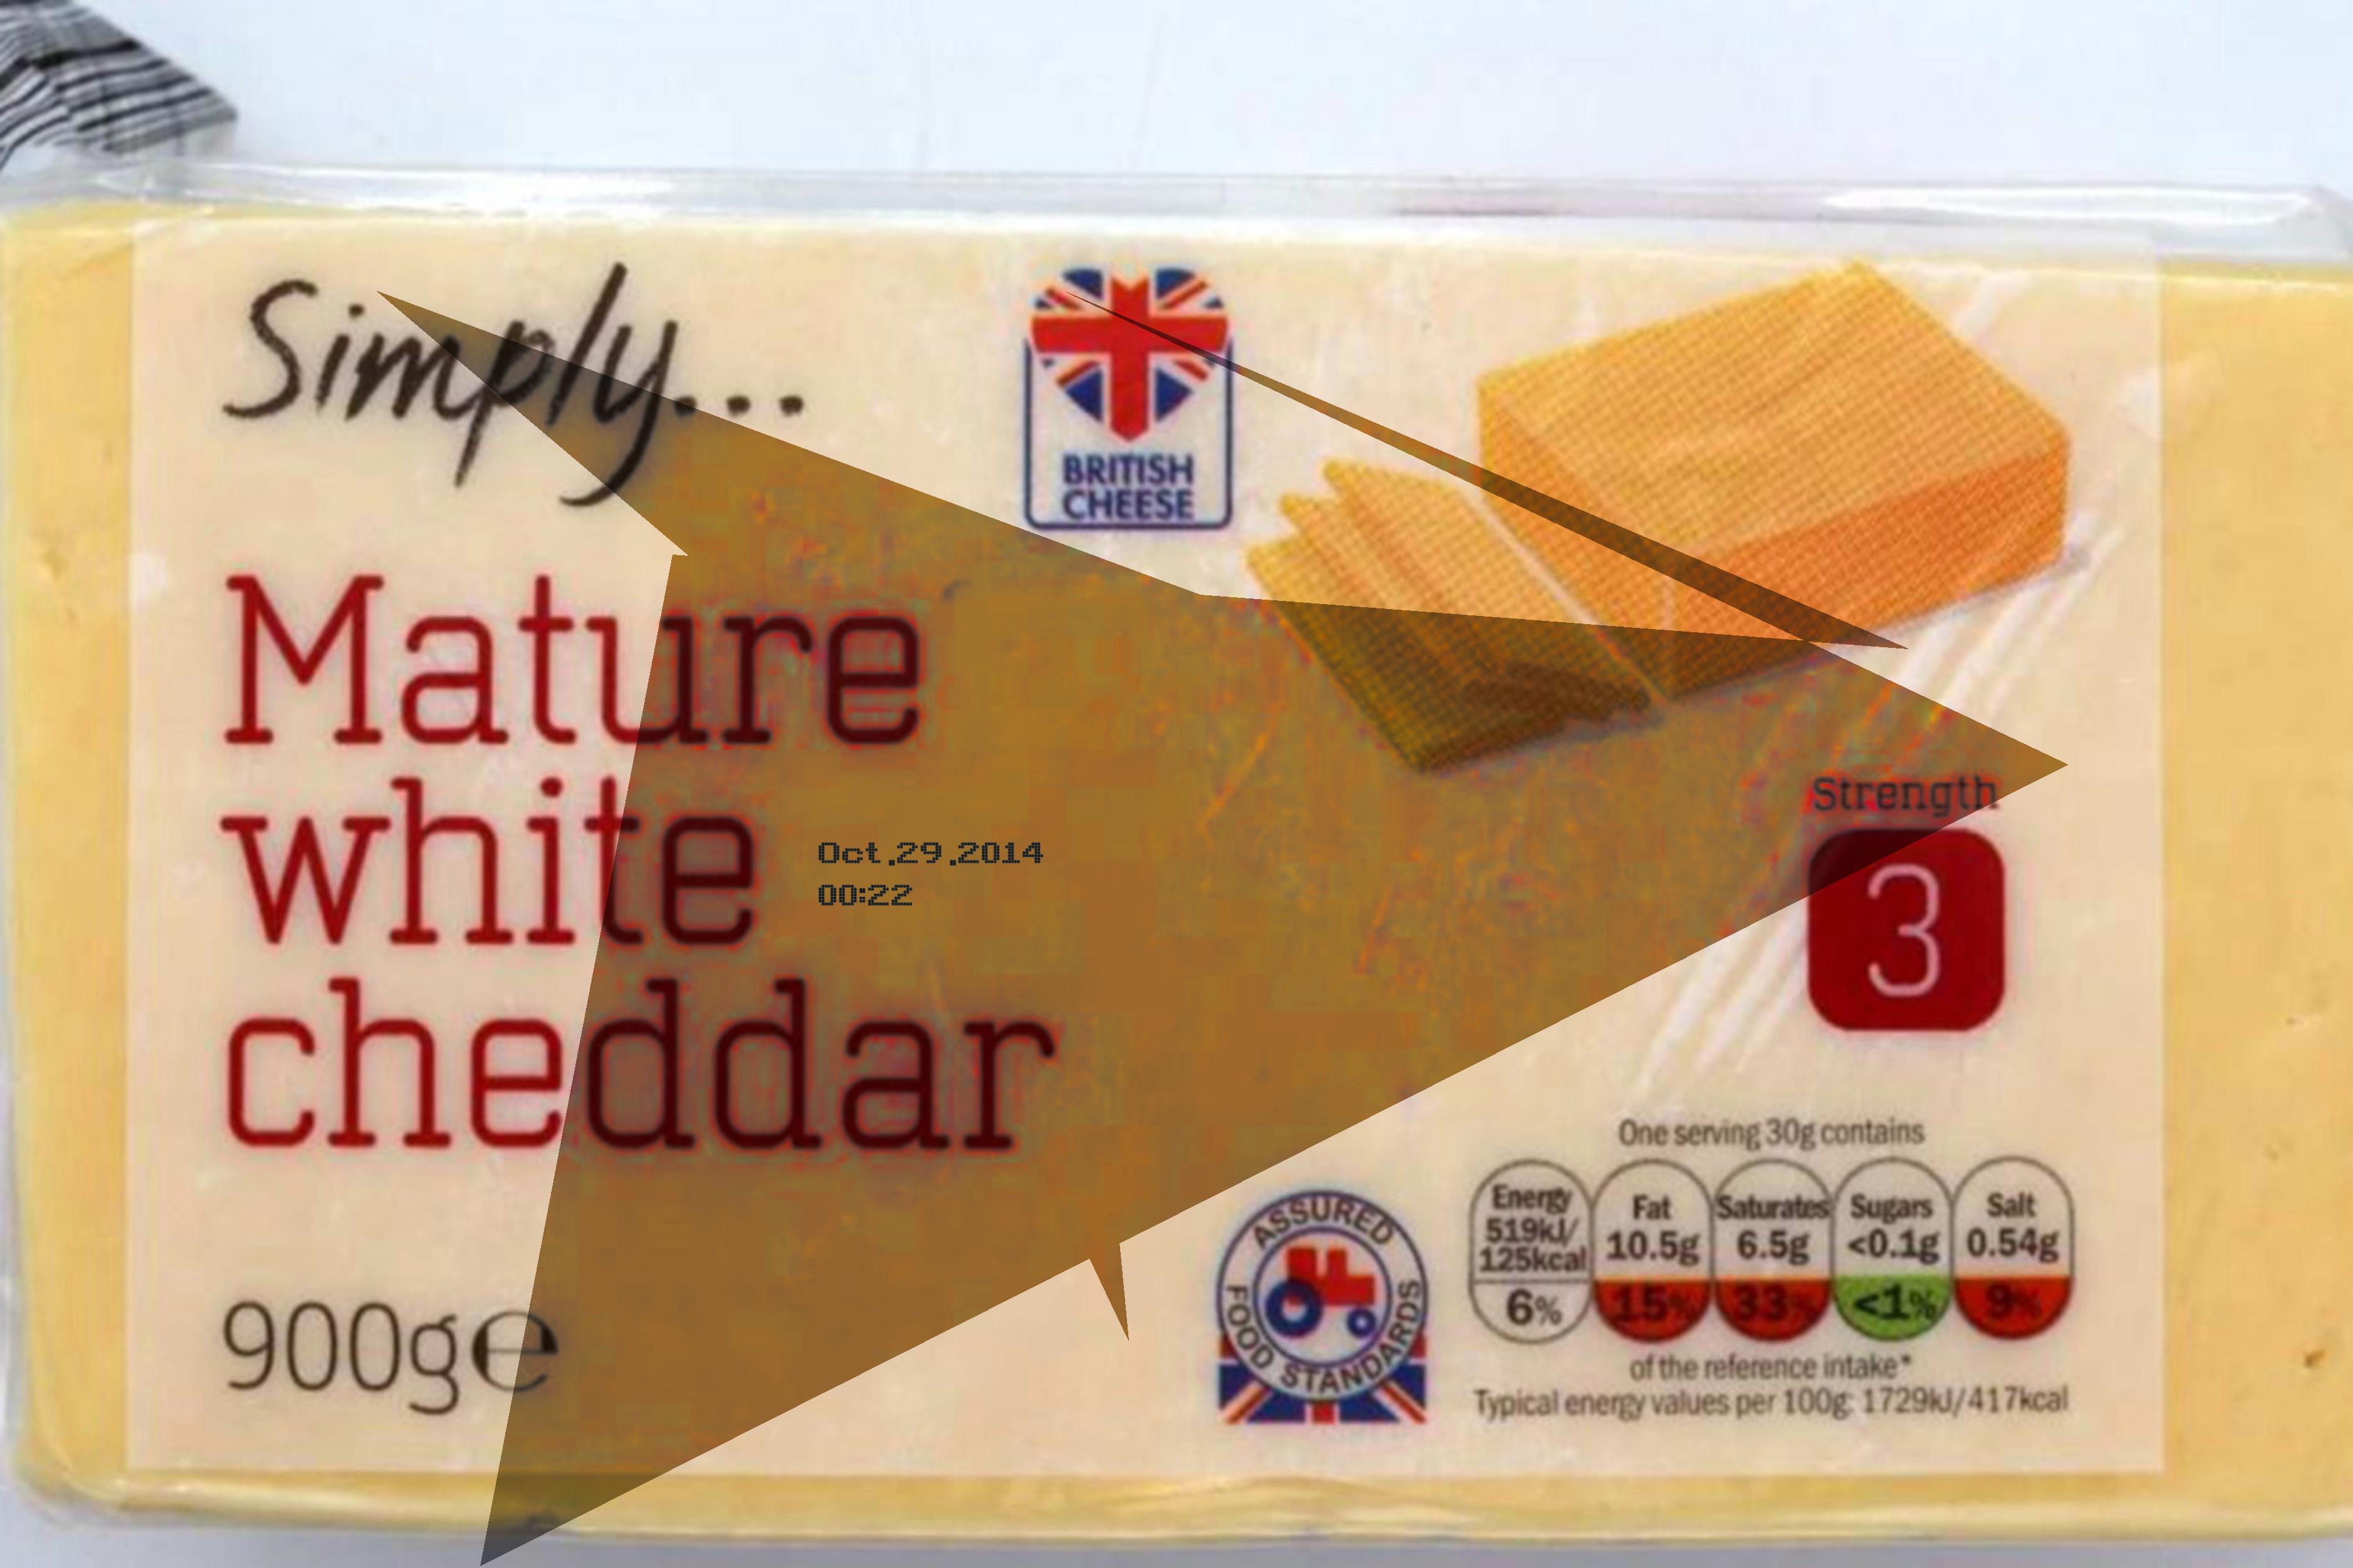 Simply...
BRITISH
CHEESE
Mature
white
cheddar
Oct.29.2014
00:22
Strength
3
One serving 30g contains
Energy
519kJ/
125kcal
6%
Fat
10.5g
15%
Saturates
6.5g
33%
Sugars
<0.1g
<1%
Salt
0.54g
9%
of the reference intake*
Typical energy values per 100g: 1729kJ/417kcal
ASSURED
FOOD STANDARDS
900g℮